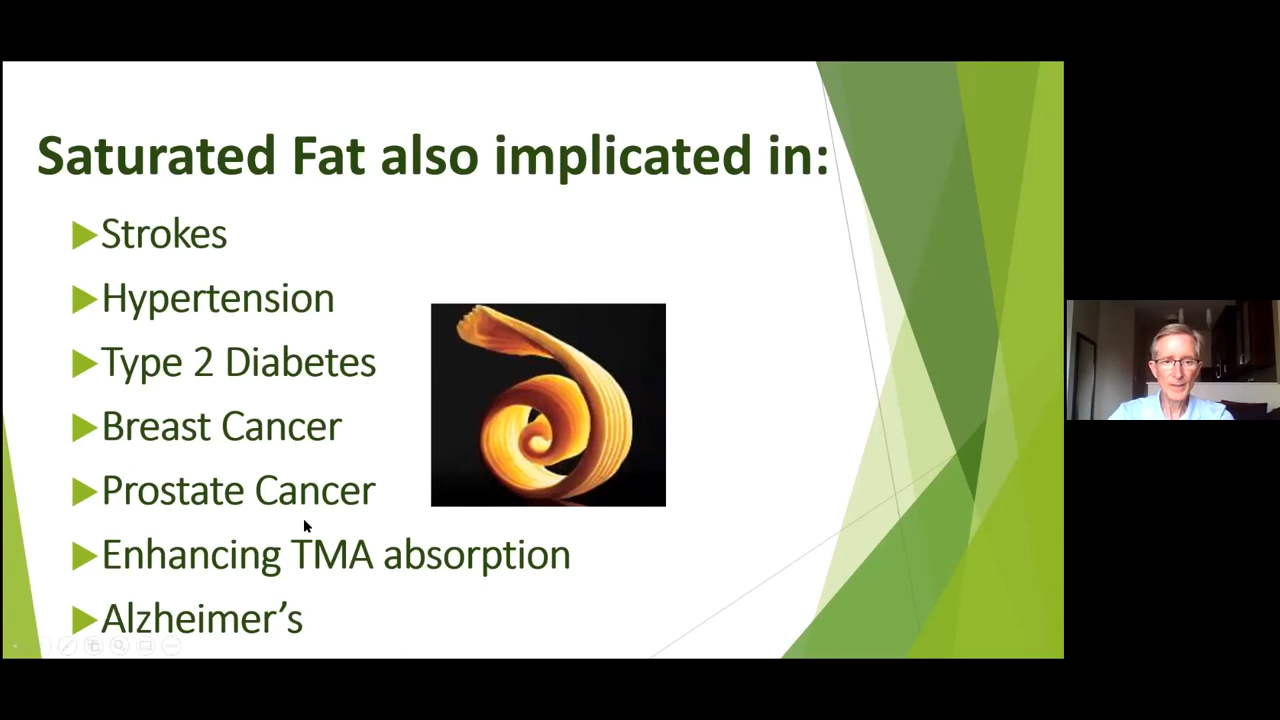 Saturated Fat also implicated in:
Strokes
Hypertension
Type 2 Diabetes
Breast Cancer
Prostate Cancer
Enhancing TMA absorption
Alzheimer’s